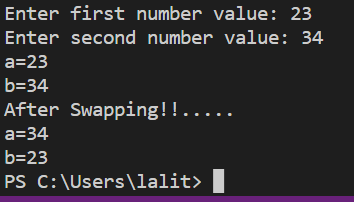 Enter first number value: 23
Enter second number value: 34
a=23
b=34
After Swapping!!.....
a=34
b=23
PS C:\Users\lalit>